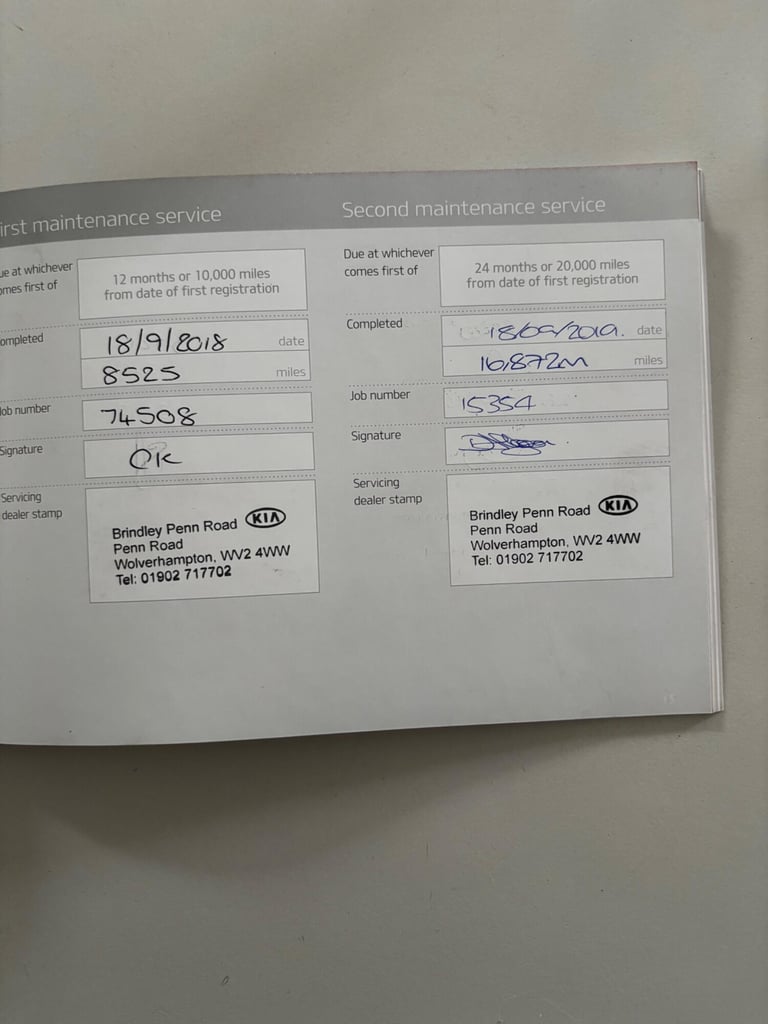 irst maintenance service
ue at whichever
omes first of
12 months or 10,000 miles
from date of first registration
ompleted
18/9/2018 date
8525 miles
Job number
74508
Signature
OK
Servicing
dealer stamp
Brindley Penn Road KIA
Penn Road
Wolverhampton, WV2 4WW
Tel: 01902 717702
Second maintenance service
Due at whichever
comes first of
24 months or 20,000 miles
from date of first registration
Completed
18/09/2019. date
16,872m miles
Job number
15354
Signature
Servicing
dealer stamp
Brindley Penn Road KIA
Penn Road
Wolverhampton, WV2 4WW
Tel: 01902 717702